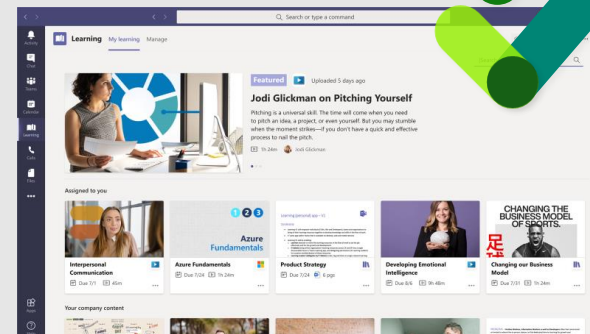 Search or type a command
Activity
Chat
Teams
Calendar
Learning
Calls
Files
Apps
Learning
My learning
Manage
Featured
Uploaded 5 days ago
Jodi Glickman on Pitching Yourself
Pitching is a universal skill. The time will come when you need
to pitch an idea, a project, or even yourself. But you may stumble
when the moment strikes—if you don't have a quick and effective
process to nail the pitch.
1h 24m
Jodi Glickman
Assigned to you
Interpersonal
Communication
Due 7/1
45m
1 2 3
Azure
Fundamentals
Azure Fundamentals
Due 7/24
1h 24m
Product Strategy
Due 7/24
6 pgs
Developing Emotional
Intelligence
Due 8/6
9h 48m
CHANGING THE
BUSINESS MODEL
OF SPORTS.
足
Changing our Business
Model
Due 7/31
1h 24m
Your company content